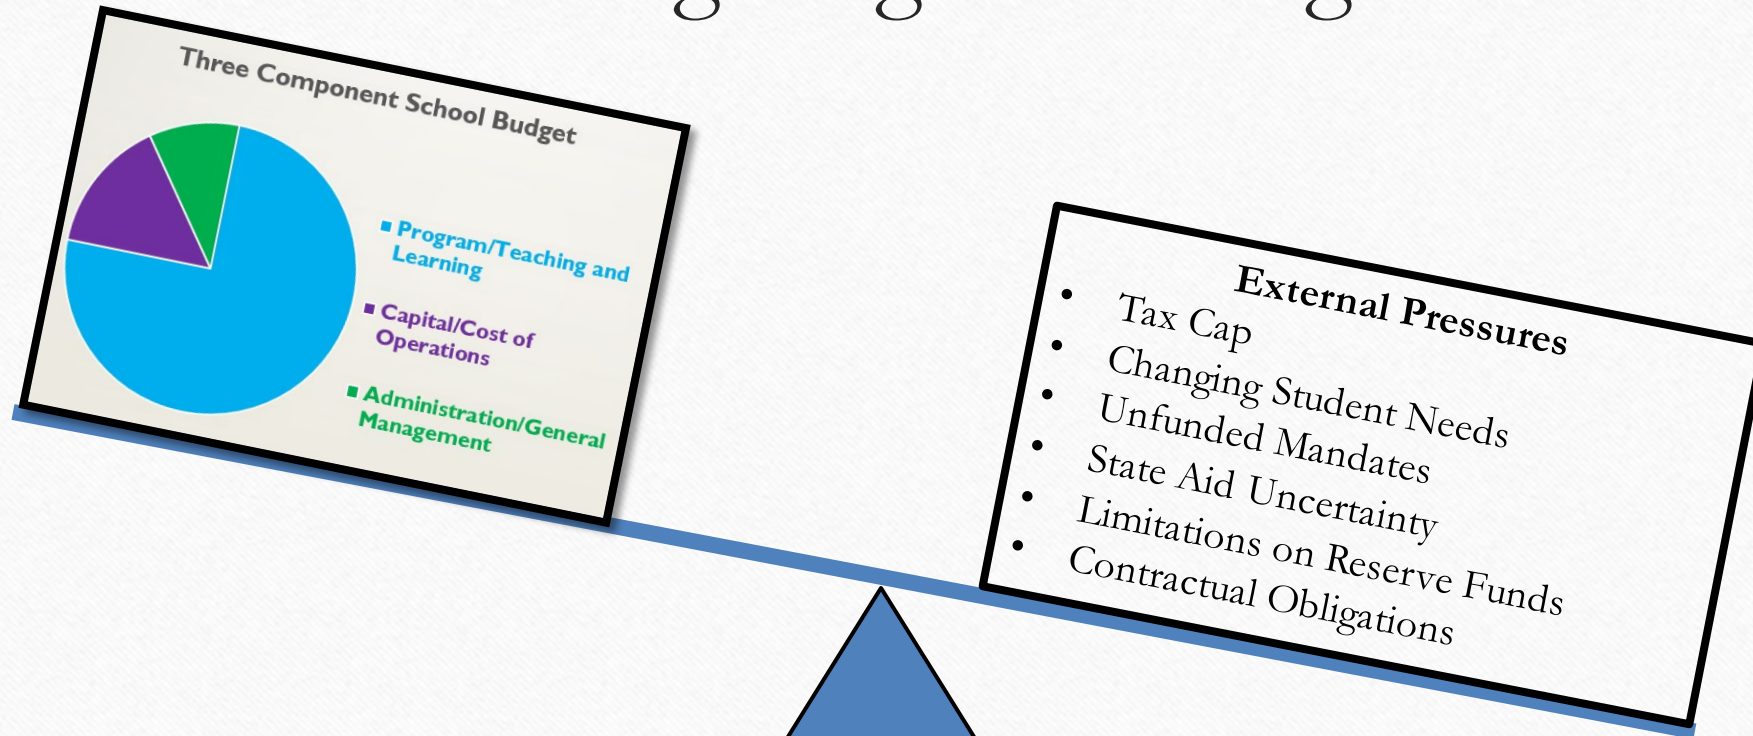 Three Component School Budget
Program/Teaching and
Learning
Capital/Cost of
Operations
Administration/General
Management
External Pressures
• Tax Cap
• Changing Student Needs
• Unfunded Mandates
• State Aid Uncertainty
• Limitations on Reserve Funds
• Contractual Obligations